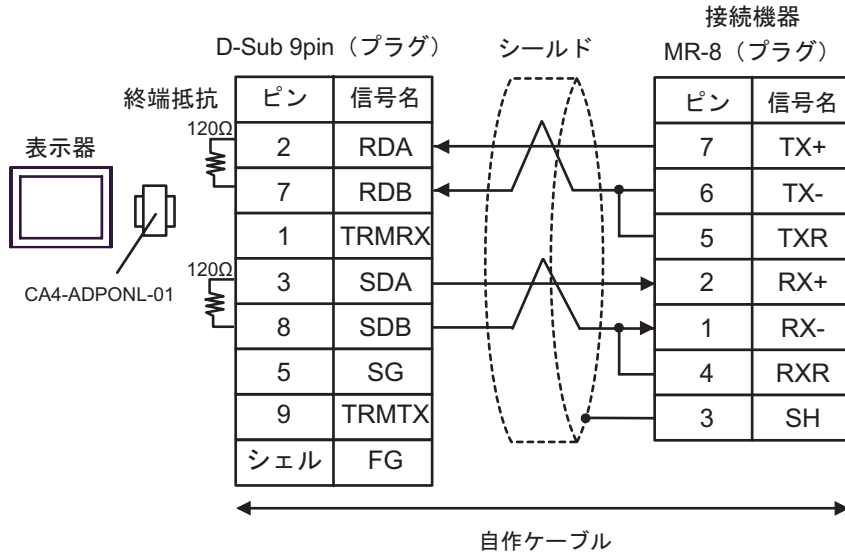 接続機器
D-Sub 9pin（プラグ） シールド MR-8（プラグ）
終端抵抗 ピン 信号名 ピン 信号名
120Ω 2 RDA 7 TX+
表示器 7 RDB 6 TX-
1 TRMRX 5 TXR
120Ω 3 SDA 2 RX+
CA4-ADPONL-01 8 SDB 1 RX-
5 SG 4 RXR
9 TRMTX 3 SH
シェル FG
自作ケーブル